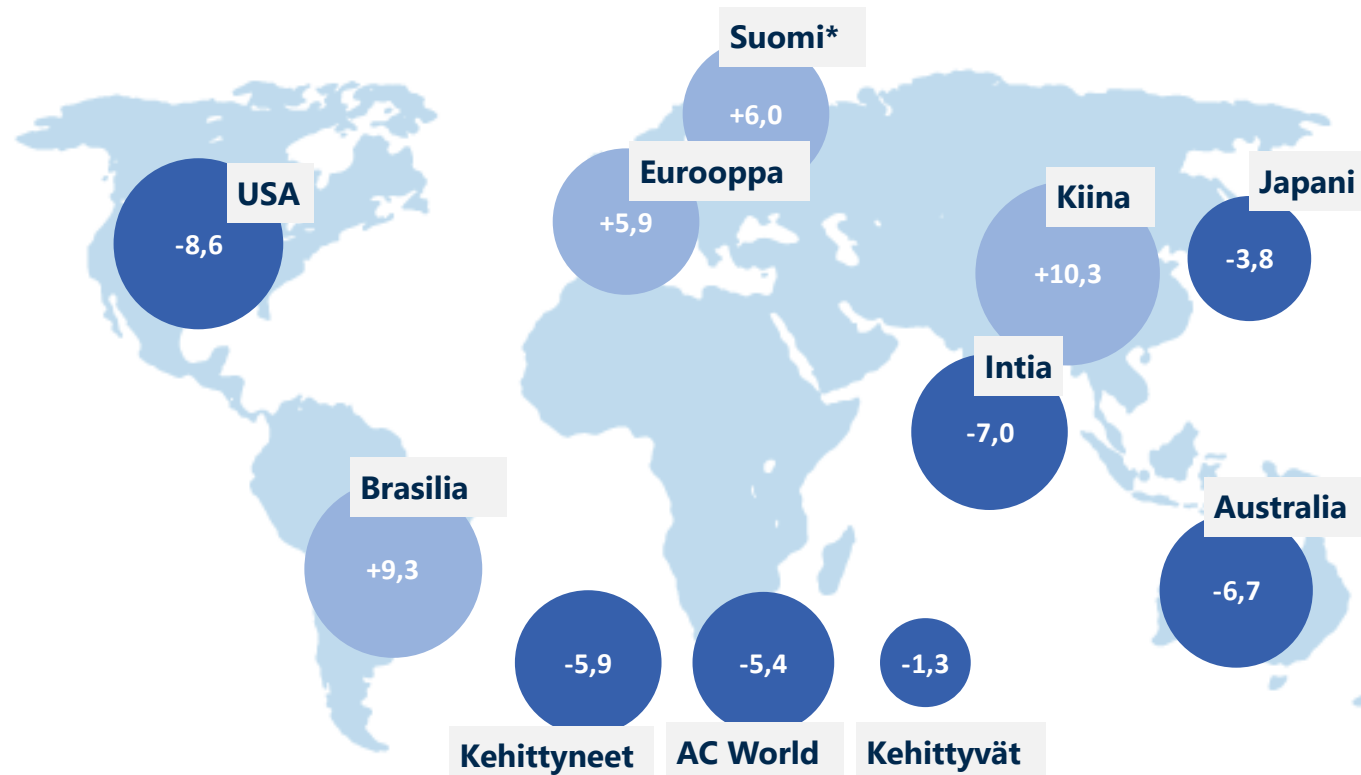 Suomi*
+6,0
Eurooppa
+5,9
USA
-8,6
Kiina
+10,3
Japani
-3,8
Intia
-7,0
Brasilia
+9,3
Australia
-6,7
-5,9
Kehittyneet
-5,4
AC World
-1,3
Kehittyvät